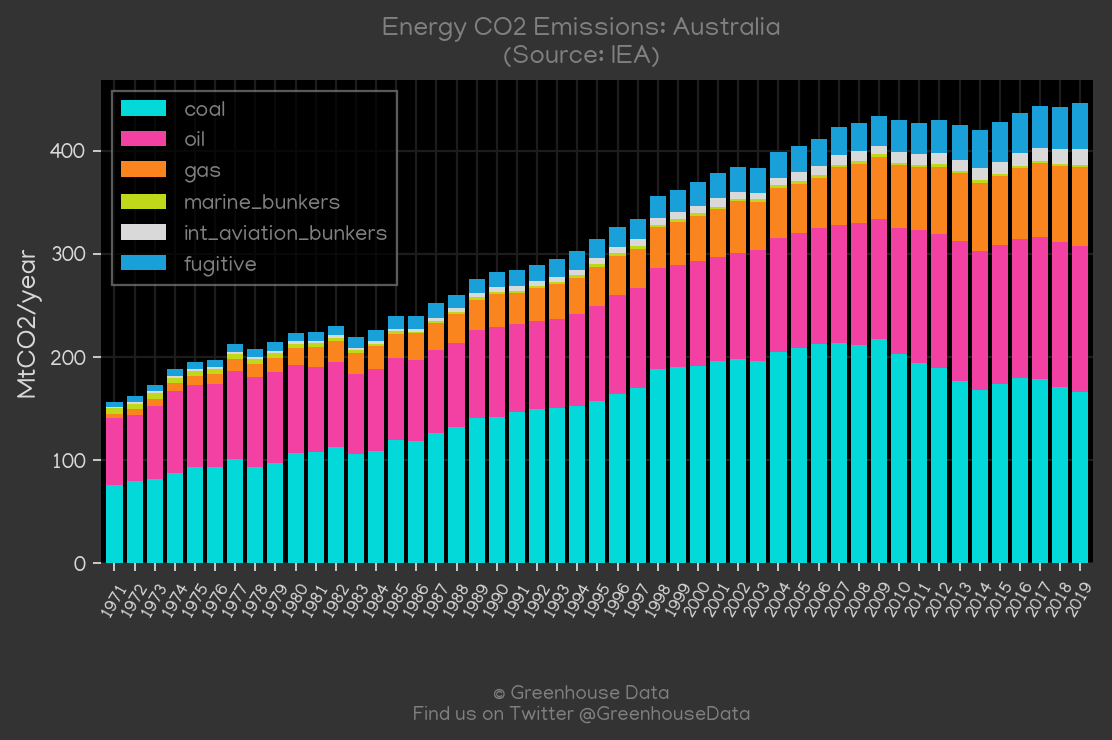 Energy CO2 Emissions: Australia
(Source: IEA)
coal
oil
gas
marine_bunkers
int_aviation_bunkers
fugitive
MtCO2/year
400
300
200
100
0
1971 1972 1973 1974 1975 1976 1977 1978 1979 1980 1981 1982 1983 1984 1985 1986 1987 1988 1989 1990 1991 1992 1993 1994 1995 1996 1997 1998 1999 2000 2001 2002 2003 2004 2005 2006 2007 2008 2009 2010 2011 2012 2013 2014 2015 2016 2017 2018 2019
© Greenhouse Data
Find us on Twitter @GreenhouseData